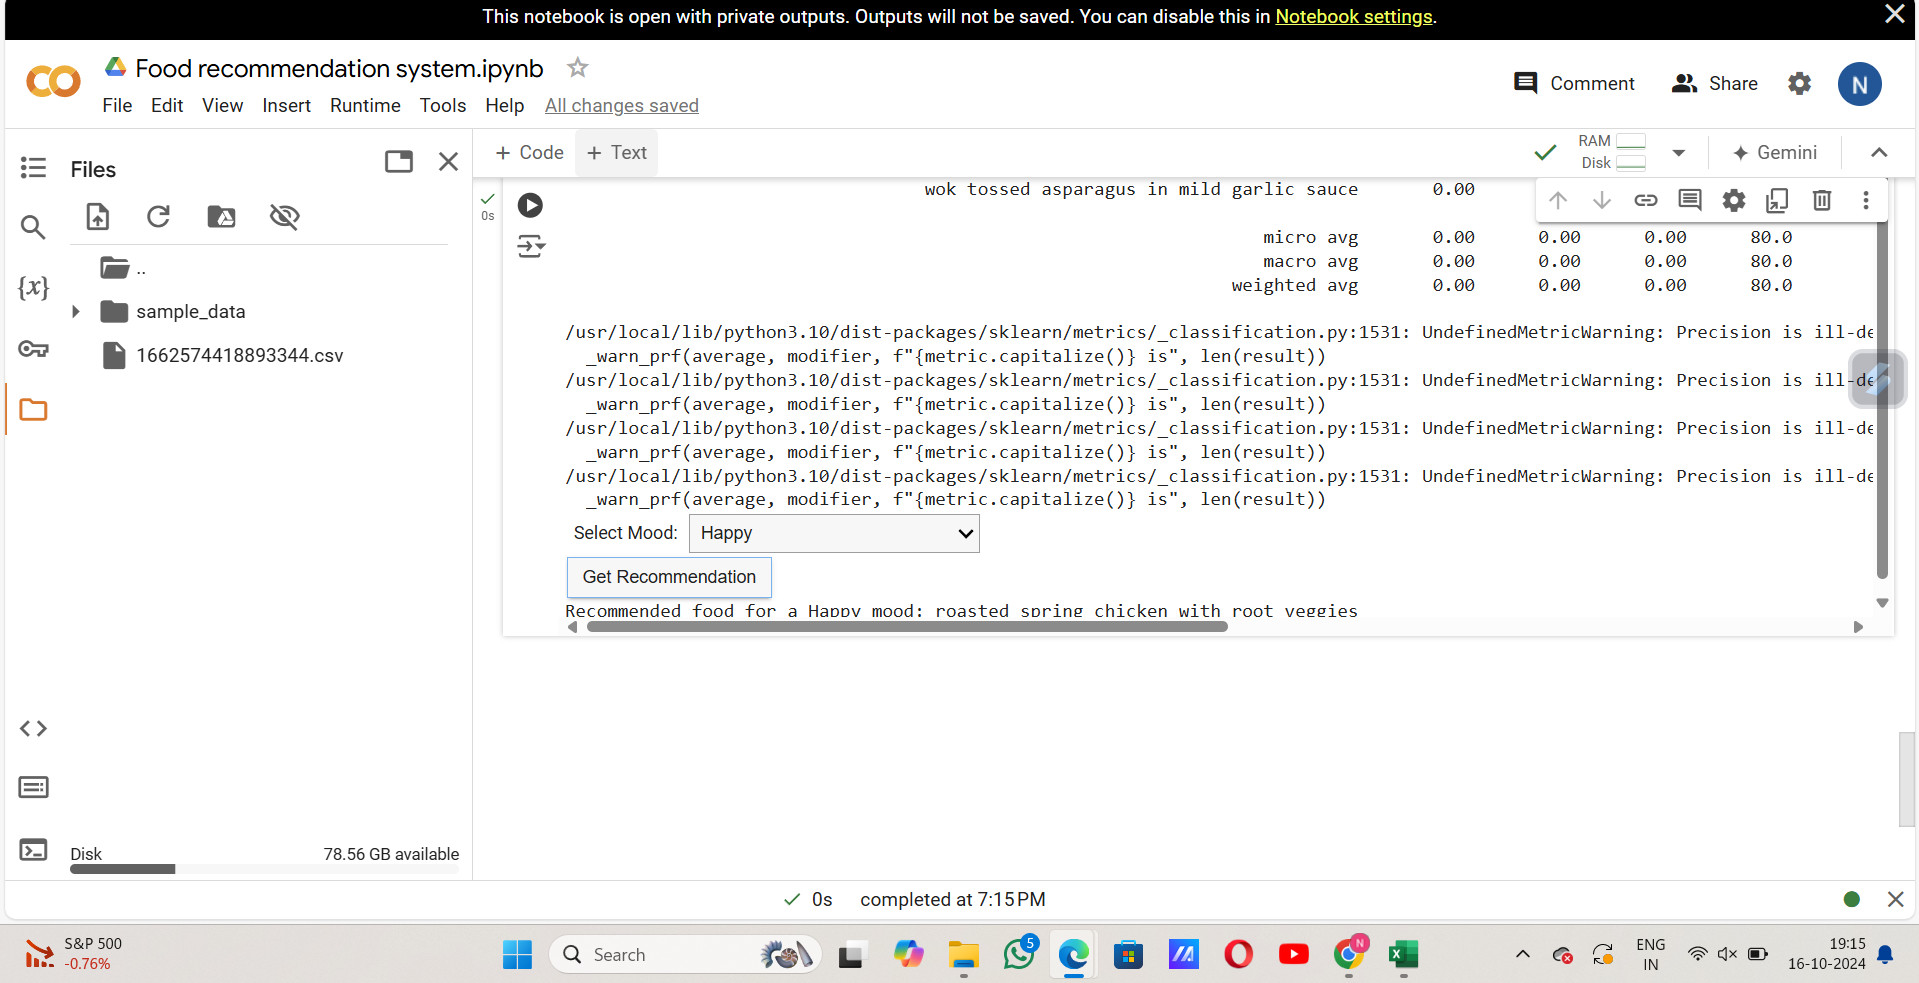 This notebook is open with private outputs. Outputs will not be saved. You can disable this in Notebook settings.
Food recommendation system.ipynb
File Edit View Insert Runtime Tools Help All changes saved
Comment Share N
Files
+ Code + Text
RAM
Disk
Gemini
..
sample_data
1662574418893344.csv
{x}
0s
wok tossed asparagus in mild garlic sauce 0.00
micro avg 0.00 0.00 0.00 80.0
macro avg 0.00 0.00 0.00 80.0
weighted avg 0.00 0.00 0.00 80.0
/usr/local/lib/python3.10/dist-packages/sklearn/metrics/_classification.py:1531: UndefinedMetricWarning: Precision is ill-de
_warn_prf(average, modifier, f"{metric.capitalize()} is", len(result))
/usr/local/lib/python3.10/dist-packages/sklearn/metrics/_classification.py:1531: UndefinedMetricWarning: Precision is ill-de
_warn_prf(average, modifier, f"{metric.capitalize()} is", len(result))
/usr/local/lib/python3.10/dist-packages/sklearn/metrics/_classification.py:1531: UndefinedMetricWarning: Precision is ill-de
_warn_prf(average, modifier, f"{metric.capitalize()} is", len(result))
/usr/local/lib/python3.10/dist-packages/sklearn/metrics/_classification.py:1531: UndefinedMetricWarning: Precision is ill-de
_warn_prf(average, modifier, f"{metric.capitalize()} is", len(result))
Select Mood: Happy
Get Recommendation
Recommended food for a Happy mood: roasted spring chicken with root veggies
Disk 78.56 GB available
0s completed at 7:15 PM
S&P 500
-0.76%
Search
5
N
ENG
IN
19:15
16-10-2024